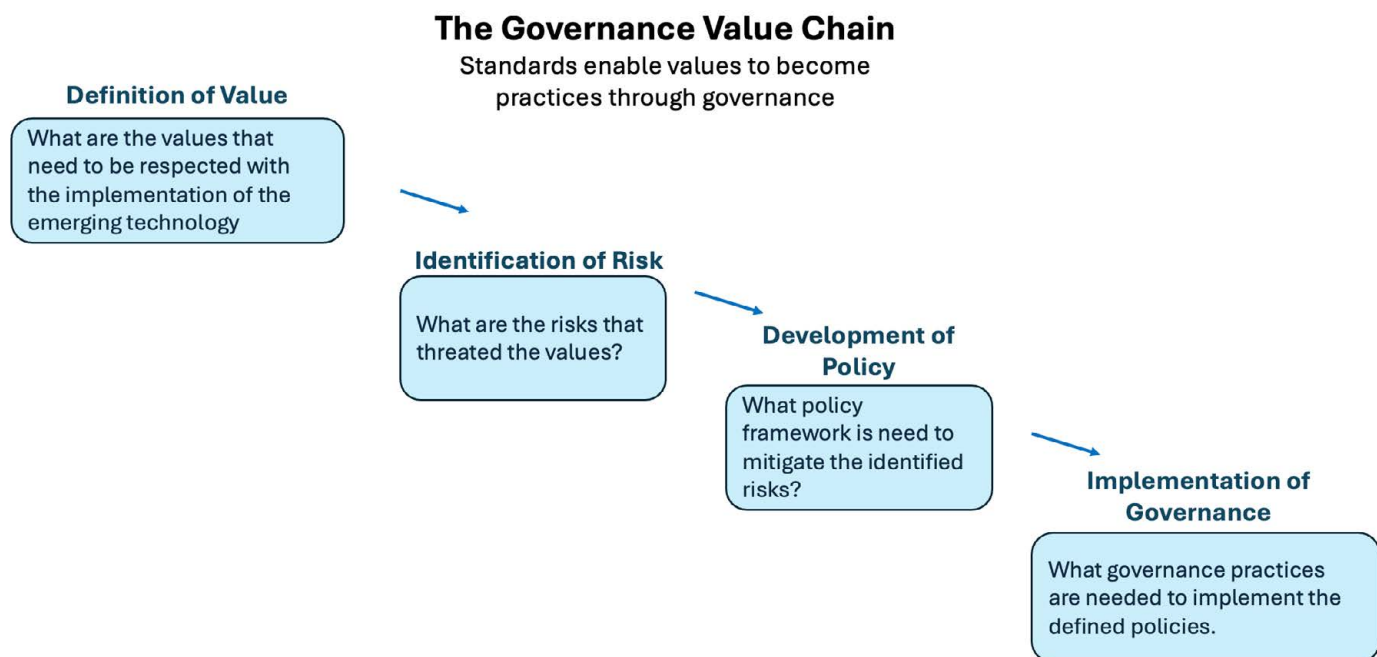 The Governance Value Chain
Standards enable values to become
practices through governance
Definition of Value
What are the values that
need to be respected with
the implementation of the
emerging technology
Identification of Risk
What are the risks that
threated the values?
Development of
Policy
What policy
framework is need to
mitigate the identified
risks?
Implementation of
Governance
What governance practices
are needed to implement the
defined policies.